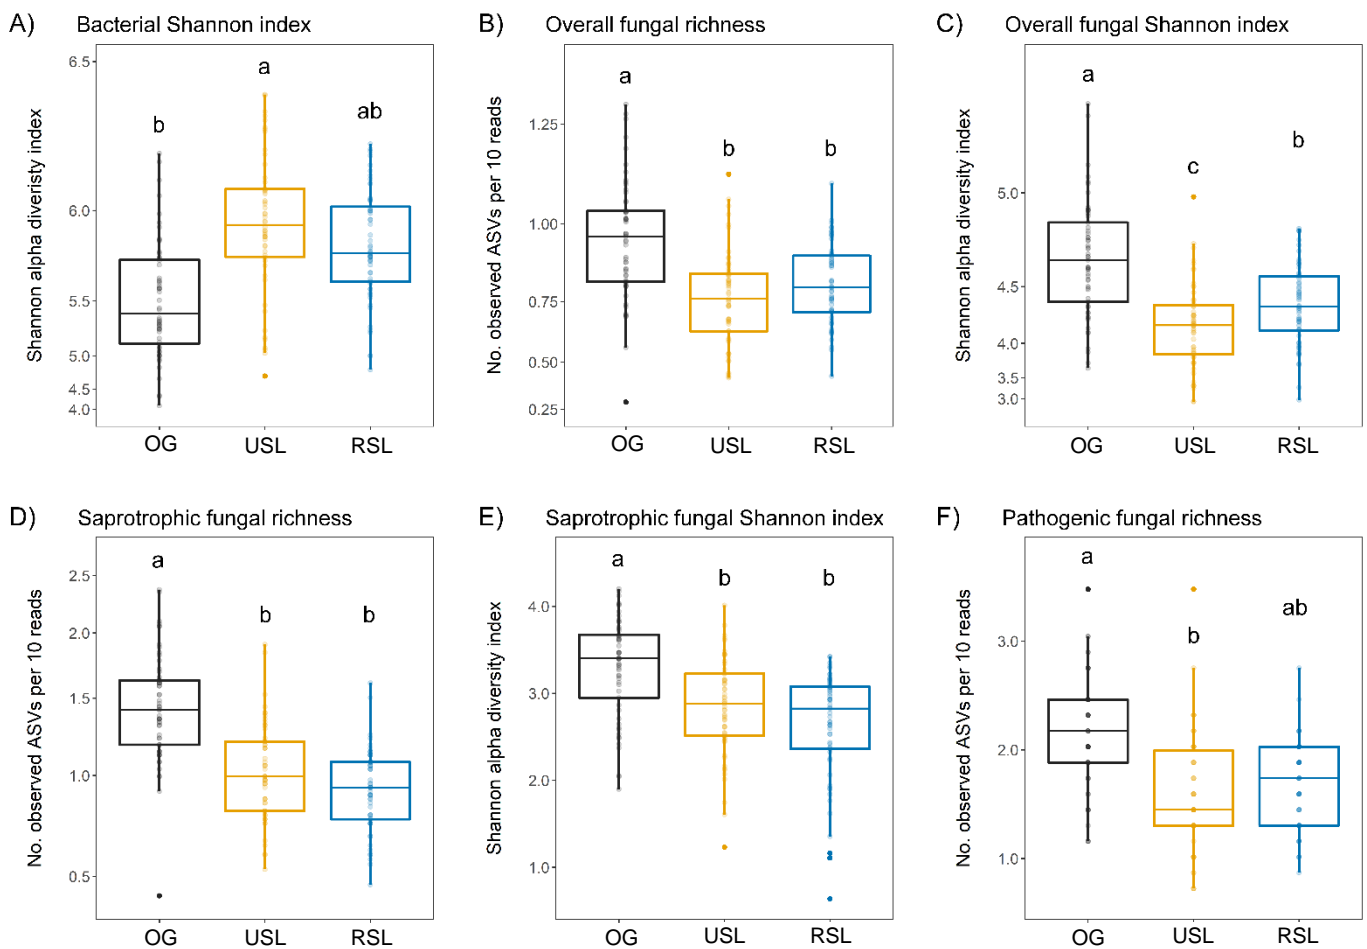 A) Bacterial Shannon index
Shannon alpha diveristy index
6.5
6.0
5.5
5.0
4.5
4.0
b
a
ab
OG USL RSL
B) Overall fungal richness
No. observed ASVs per 10 reads
1.25
1.00
0.75
0.50
0.25
a
b
b
OG USL RSL
C) Overall fungal Shannon index
Shannon alpha diversity index
5.0
4.5
4.0
3.5
3.0
a
c
b
OG USL RSL
D) Saprotrophic fungal richness
No. observed ASVs per 10 reads
2.5
2.0
1.5
1.0
0.5
a
b
b
OG USL RSL
E) Saprotrophic fungal Shannon index
Shannon alpha diversity index
4.0
3.0
2.0
1.0
a
b
b
OG USL RSL
F) Pathogenic fungal richness
No. observed ASVs per 10 reads
3.0
2.0
1.0
a
b
ab
OG USL RSL